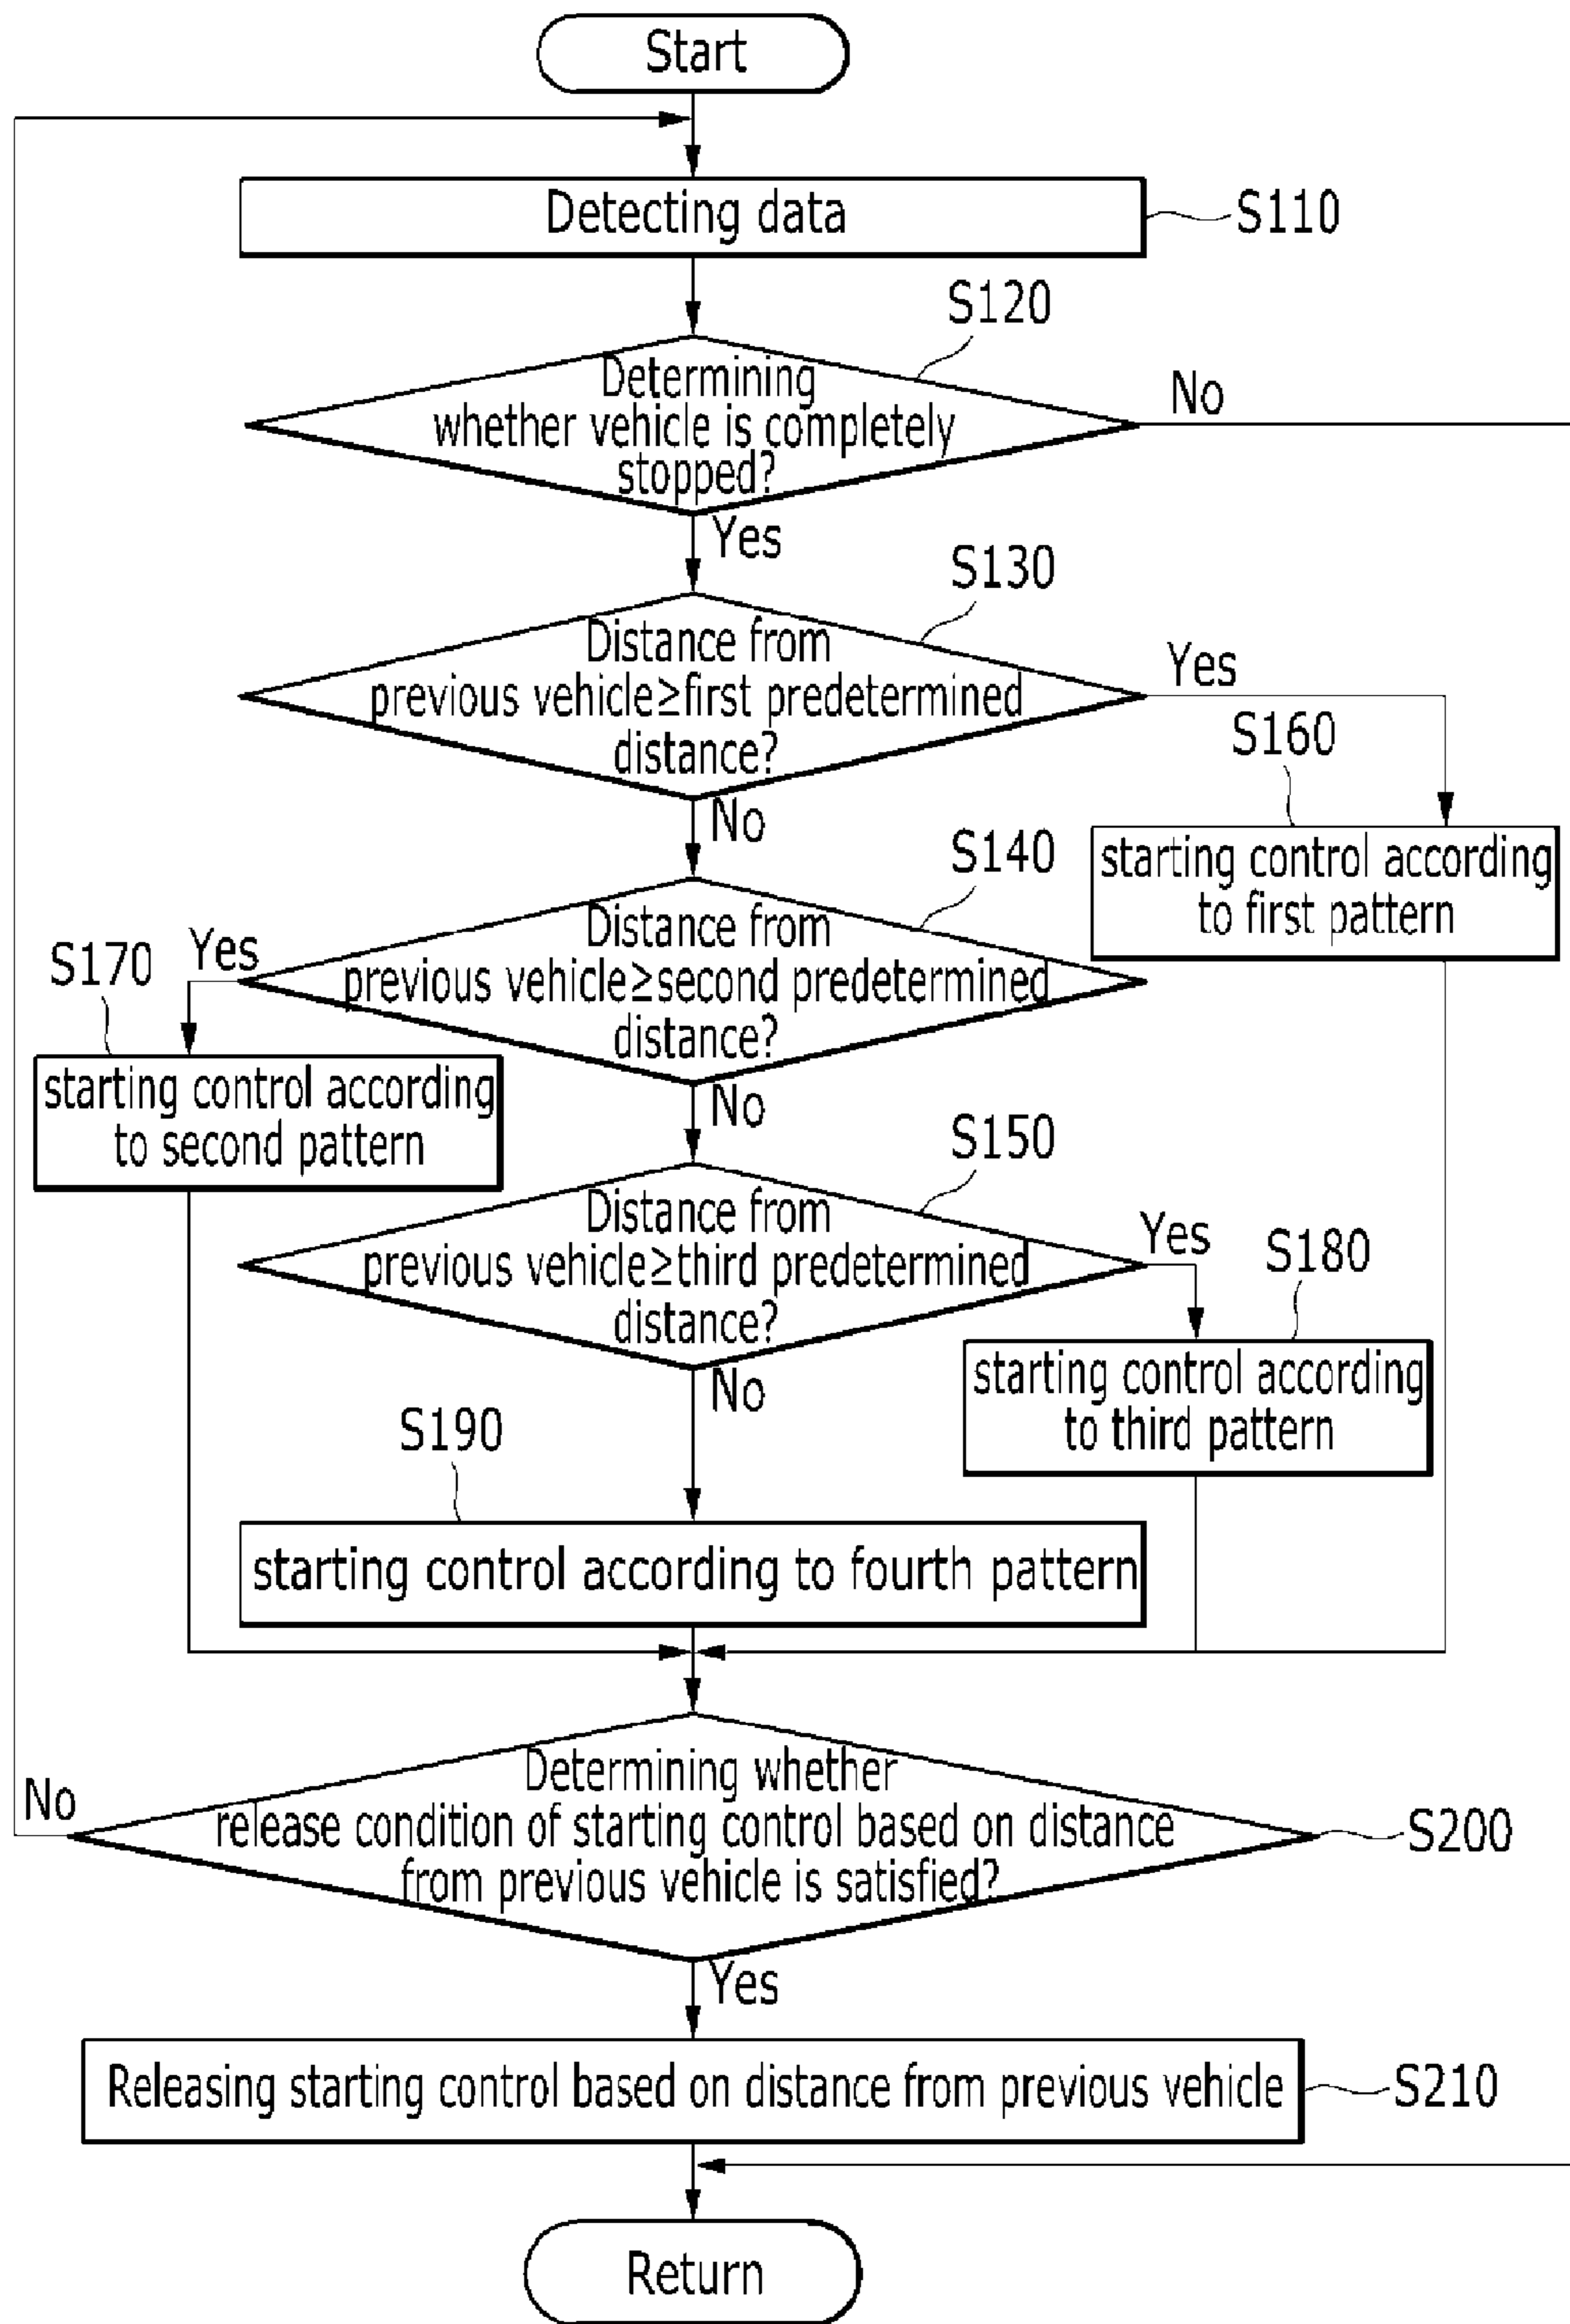 Start
Detecting data
S110
S120
Determining
whether vehicle is completely
stopped?
No
Yes
S130
Distance from
previous vehicle≥first predetermined
distance?
Yes
S160
starting control according
to first pattern
No
S140
Distance from
previous vehicle≥second predetermined
distance?
Yes
S170
starting control according
to second pattern
No
S150
Distance from
previous vehicle≥third predetermined
distance?
Yes
S180
starting control according
to third pattern
No
S190
starting control according to fourth pattern
Determining whether
release condition of starting control based on distance
from previous vehicle is satisfied?
No
S200
Yes
Releasing starting control based on distance from previous vehicle
S210
Return